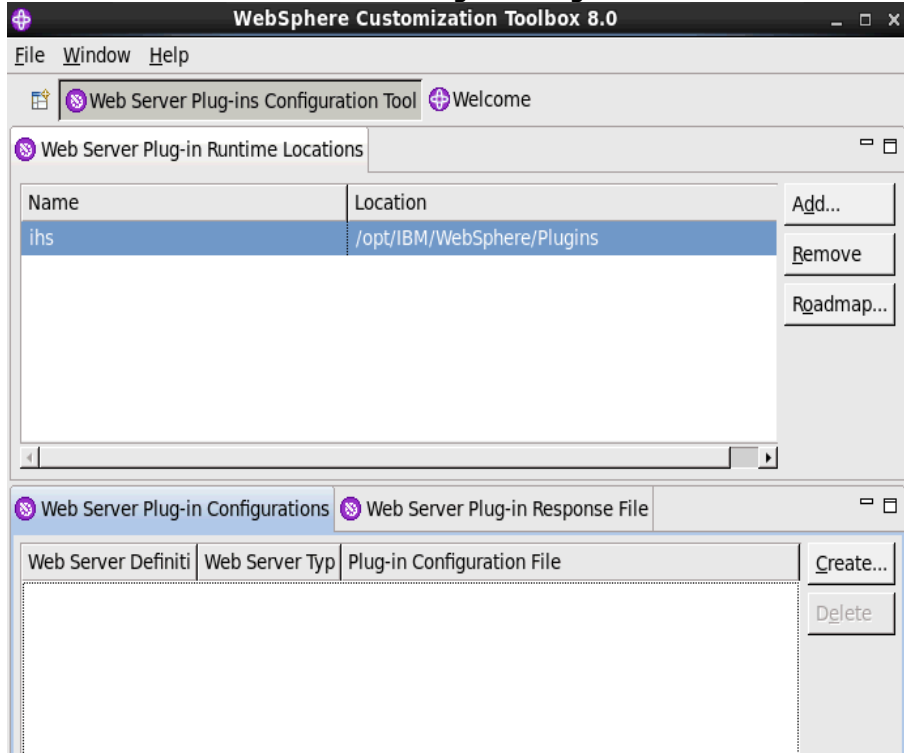 WebSphere Customization Toolbox 8.0
File Window Help
Web Server Plug-ins Configuration Tool Welcome
Web Server Plug-in Runtime Locations
Name Location
Add...
ihs /opt/IBM/WebSphere/Plugins
Remove
Roadmap...
Web Server Plug-in Configurations Web Server Plug-in Response File
Web Server Definiti Web Server Typ Plug-in Configuration File
Create...
Delete